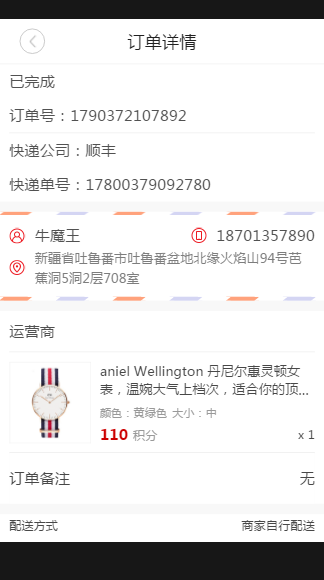 订单详情
已完成
订单号：1790372107892
快递公司：顺丰
快递单号：17800379092780
牛魔王 18701357890
新疆省吐鲁番市吐鲁番盆地北缘火焰山94号芭
蕉洞5洞2层708室
运营商
aniel Wellington 丹尼尔惠灵顿女
表，温婉大气上档次，适合你的顶...
颜色：黄绿色 大小：中
110 积分 x 1
订单备注 无
配送方式 商家自行配送